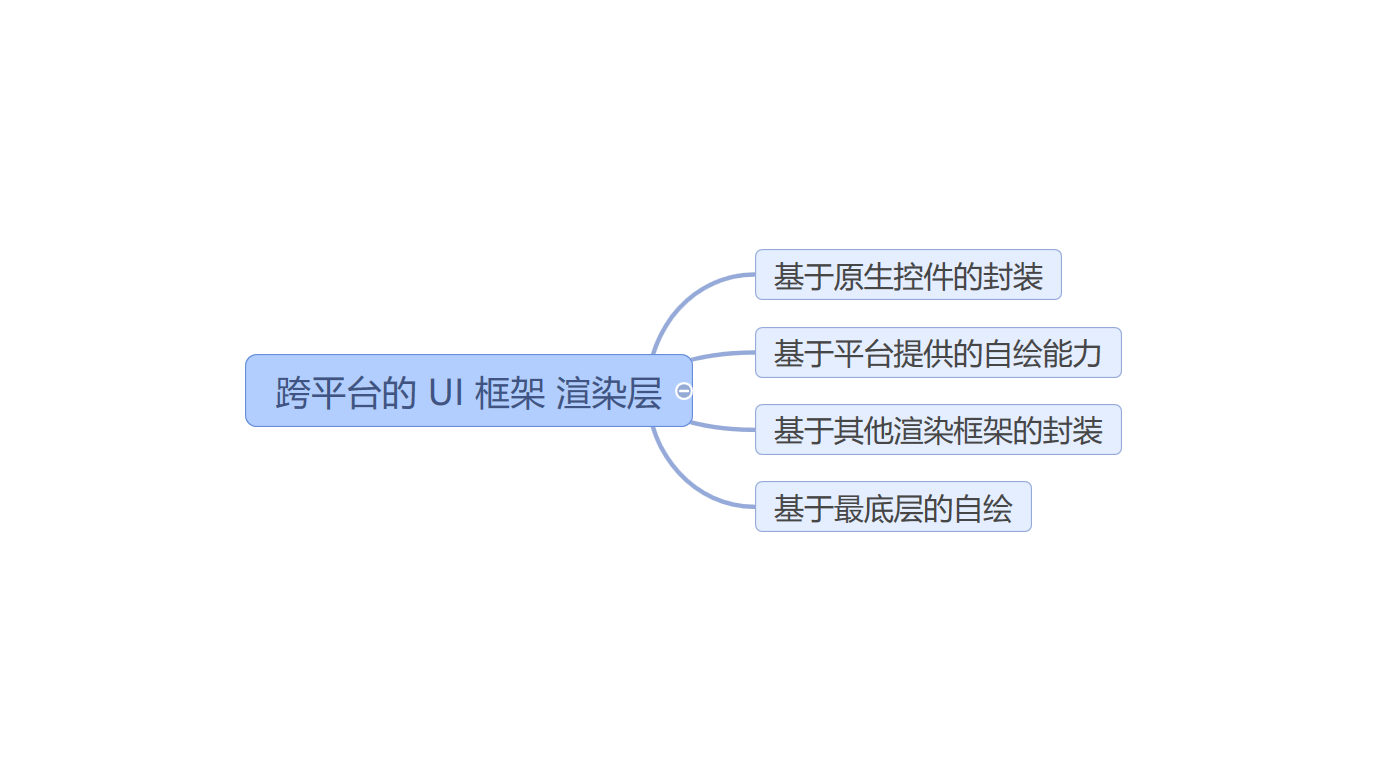 基于原生控件的封装
基于平台提供的自绘能力
跨平台的 UI 框架 渲染层
基于其他渲染框架的封装
基于最底层的自绘